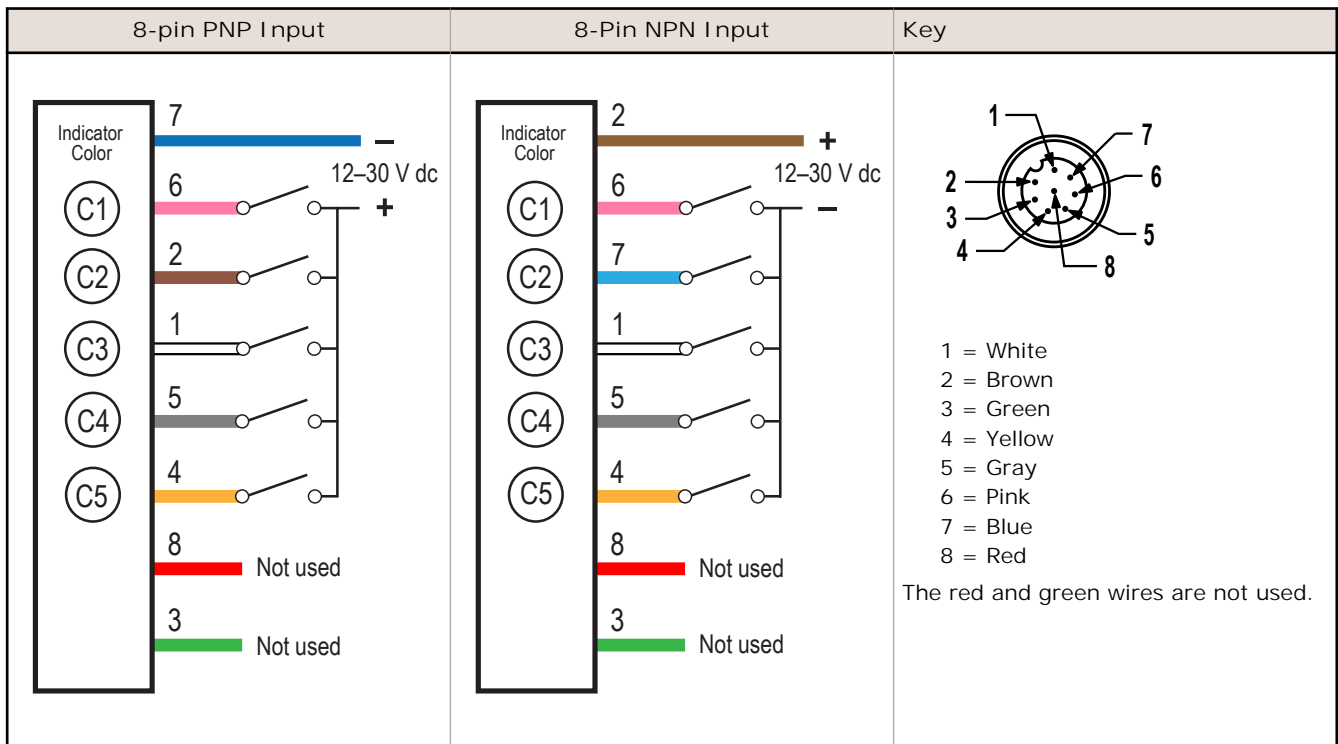 8-pin PNP Input
Indicator
Color
7
–
12–30 V dc
C1
6
+
C2
2
C3
1
C4
5
C5
4
8
Not used
3
Not used
8-Pin NPN Input
Indicator
Color
2
+
12–30 V dc
C1
6
–
C2
7
C3
1
C4
5
C5
4
8
Not used
3
Not used
Key
1
7
2
6
3
5
4
8
1 = White
2 = Brown
3 = Green
4 = Yellow
5 = Gray
6 = Pink
7 = Blue
8 = Red
The red and green wires are not used.